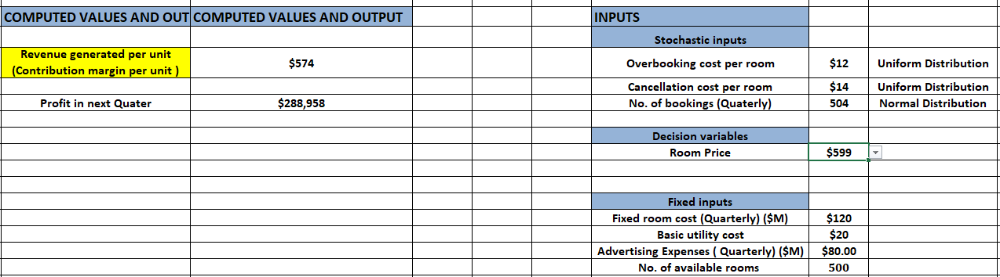 COMPUTED VALUES AND OUT COMPUTED VALUES AND OUTPUT INPUTS
Stochastic inputs
Revenue generated per unit
(Contribution margin per unit ) $574 Overbooking cost per room $12 Uniform Distribution
Cancellation cost per room $14 Uniform Distribution
Profit in next Quater $288,958 No. of bookings (Quaterly) 504 Normal Distribution
Decision variables
Room Price $599
Fixed inputs
Fixed room cost (Quarterly) ($M) $120
Basic utility cost $20
Advertising Expenses ( Quarterly) ($M) $80.00
No. of available rooms 500